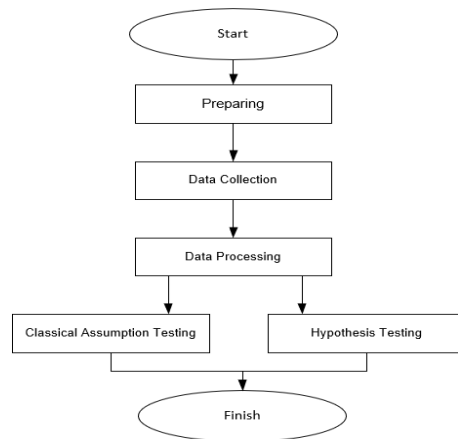 Start
Preparing
Data Collection
Data Processing
Classical Assumption Testing
Hypothesis Testing
Finish